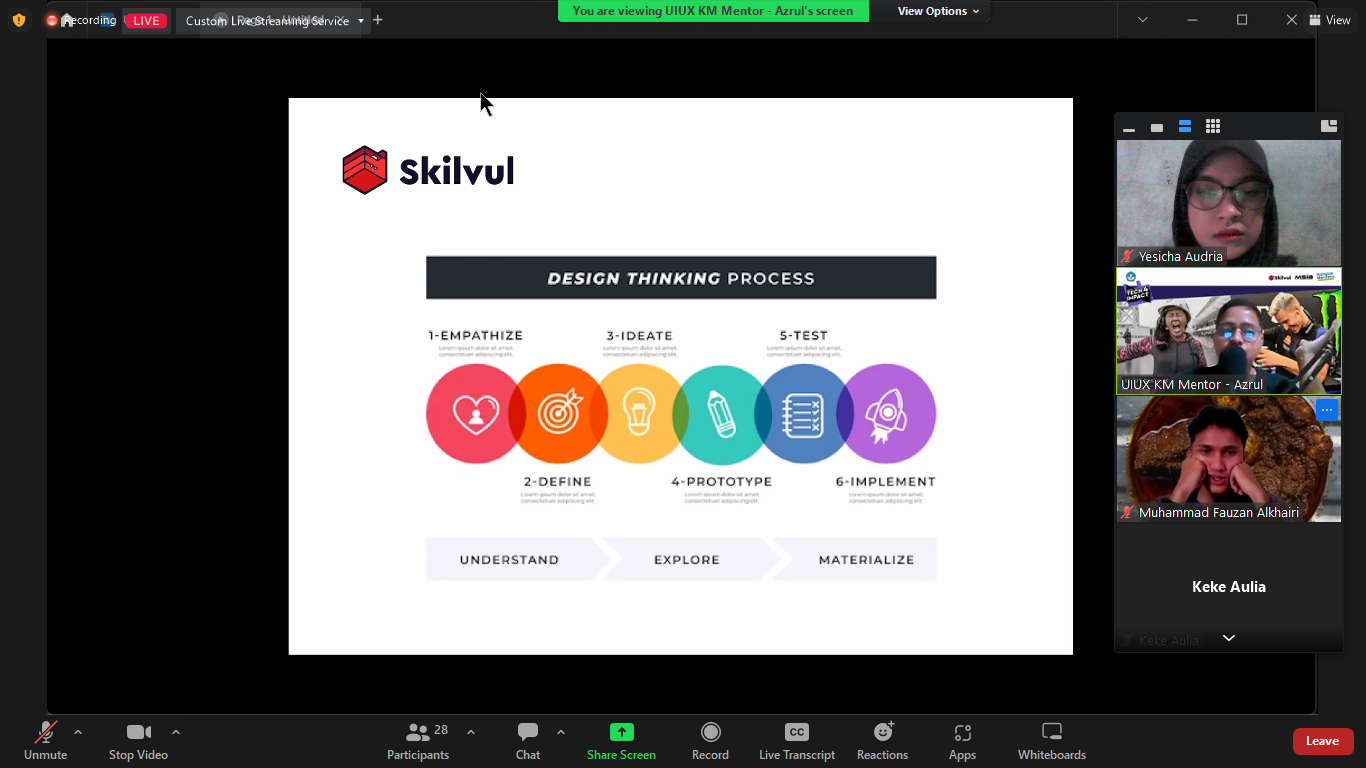 Recording
LIVE
Custom Live Streaming Service
You are viewing UIUX KM Mentor - Azrul's screen
View Options
View
Skilvul
DESIGN THINKING PROCESS
1-EMPATHIZE
Lorem ipsum dolor sit amet,
consectetuer adipiscing elit.
3-IDEATE
Lorem ipsum dolor sit amet,
consectetuer adipiscing elit.
5-TEST
Lorem ipsum dolor sit amet,
consectetuer adipiscing elit.
2-DEFINE
Lorem ipsum dolor sit amet,
consectetuer adipiscing elit.
4-PROTOTYPE
Lorem ipsum dolor sit amet,
consectetuer adipiscing elit.
6-IMPLEMENT
Lorem ipsum dolor sit amet,
consectetuer adipiscing elit.
UNDERSTAND
EXPLORE
MATERIALIZE
Yesicha Audria
Skilvul
TECH4
IMPACT
UIUX KM Mentor - Azrul
Muhammad Fauzan Alkhairi
Keke Aulia
Keke Aulia
Unmute
Stop Video
28
Participants
Chat
Share Screen
Record
CC
Live Transcript
Reactions
Apps
Whiteboards
Leave